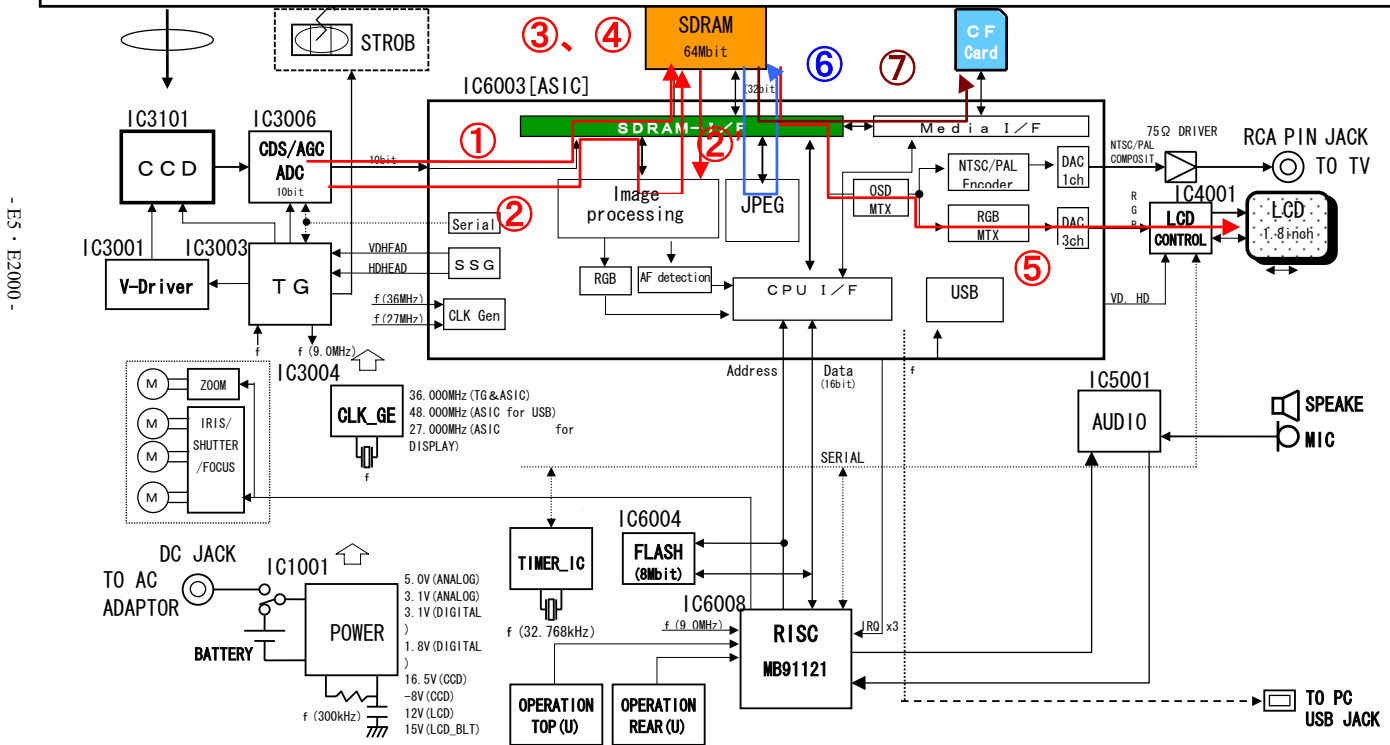 STROB
③、④
SDRAM
64Mbit
⑥
⑦
CF
Card
IC6003[ASIC]
(32bit
IC3101
CCD
IC3006
CDS/AGC
ADC
10bit
①
10bit
SDRAM-I/F
②'
Media I/F
75Ω DRIVER
NTSC/PAL
COMPOSIT
RCA PIN JACK
TO TV
Image
processing
JPEG
NTSC/PAL
Encoder
DAC
1ch
OSD
MTX
RGB
MTX
DAC
3ch
R
G
B
IC4001
LCD
CONTROL
LCD
1.8inch
②
Serial
SSG
VDHEAD
HDHEAD
IC3001
V-Driver
IC3003
TG
f(36MHz)
f(27MHz)
CLK Gen
RGB
AF detection
CPU I/F
⑤
USB
VD. HD
f
f(9.0MHz)
- E5・E2000 -
IC3004
CLK_GE
f
36.000MHz(TG&ASIC)
48.000MHz(ASIC for USB)
27.000MHz(ASIC for
DISPLAY)
M
ZOOM
M
M
M
IRIS/
SHUTTER
/FOCUS
Address
Data
(16bit)
f
IC5001
AUDIO
SPEAKE
MIC
SERIAL
DC JACK
TO AC
ADAPTOR
BATTERY
IC1001
POWER
f(300kHz)
5.0V(ANALOG)
3.1V(ANALOG)
3.1V(DIGITAL
)
1.8V(DIGITAL
)
16.5V(CCD)
-8V(CCD)
12V(LCD)
15V(LCD_BLT)
TIMER_IC
f(32.768kHz)
IC6004
FLASH
(8Mbit)
IC6008
f(9.0MHz)
RISC
MB91121
IRQ x3
OPERATION
TOP(U)
OPERATION
REAR(U)
TO PC
USB JACK